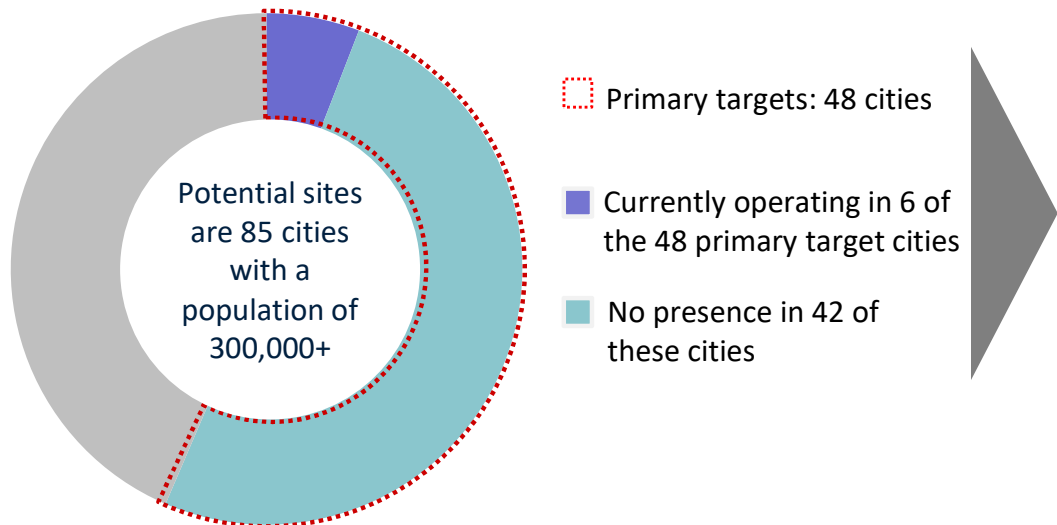 Potential sites
are 85 cities
with a
population of
300,000+
Primary targets: 48 cities
Currently operating in 6 of
the 48 primary target cities
No presence in 42 of
these cities